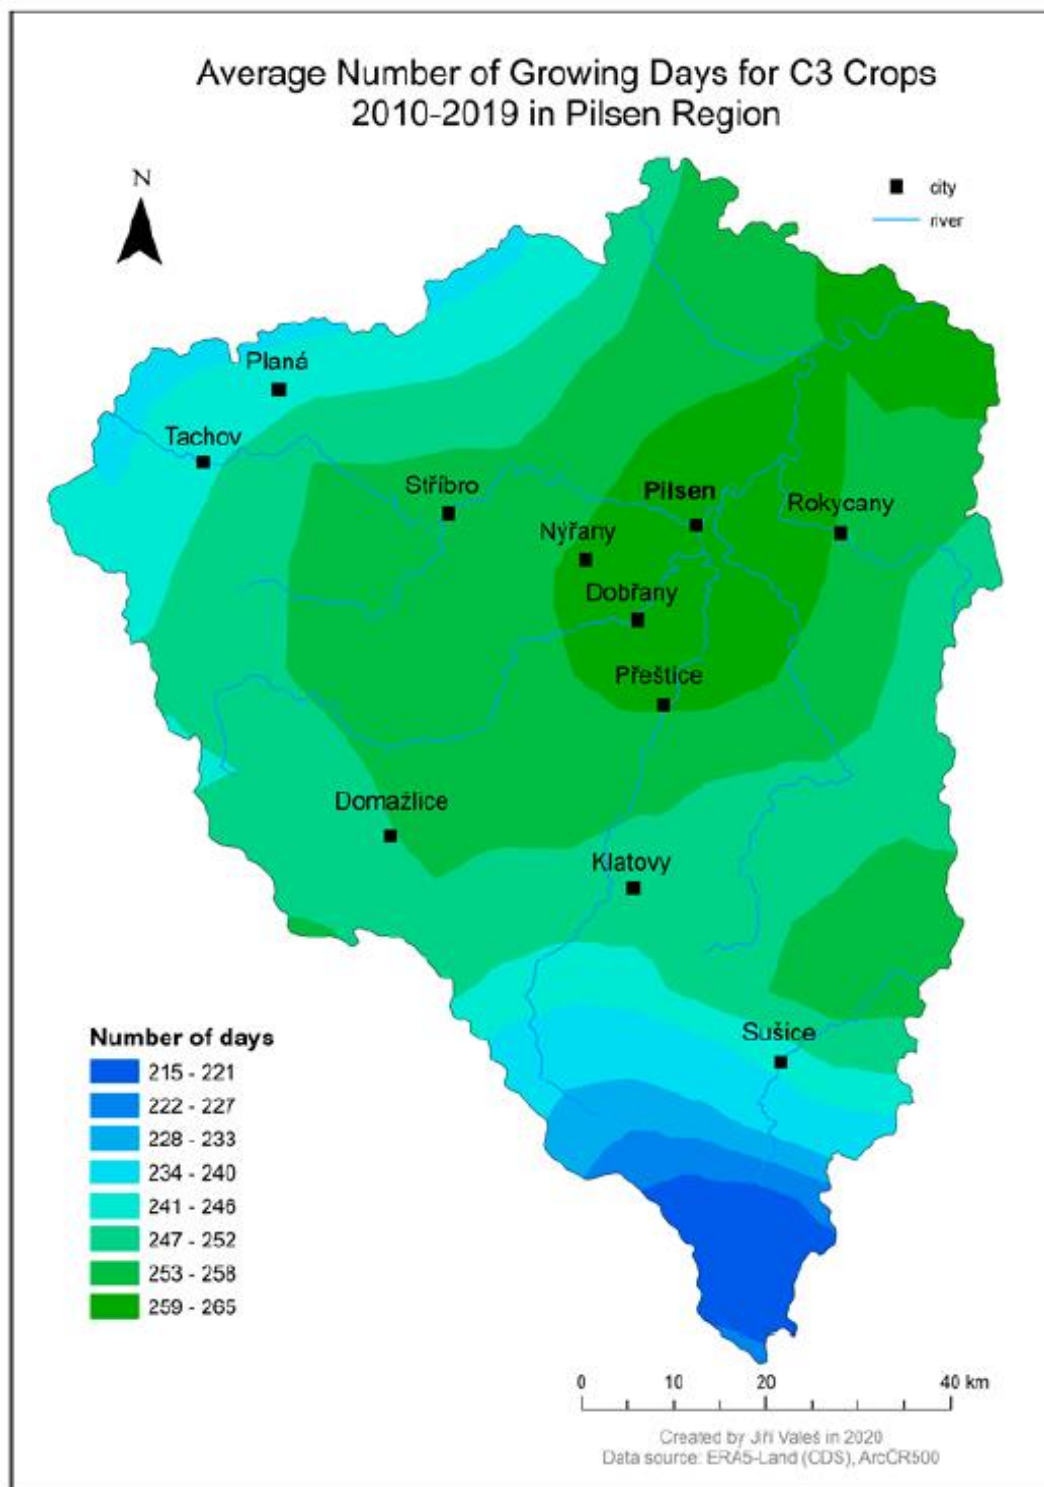 Average Number of Growing Days for C3 Crops
2010-2019 in Pilsen Region
N
city
river
Planá
Tachov
Stříbro
Pilsen
Rokycany
Nýřany
Dobřany
Přeštice
Domažlice
Klatovy
Sušice
Number of days
215 - 221
222 - 227
228 - 233
234 - 240
241 - 246
247 - 252
253 - 258
259 - 265
0 10 20 40 km
Created by Jiří Valeš in 2020
Data source: ERA5-Land (CDS), ArcČR500